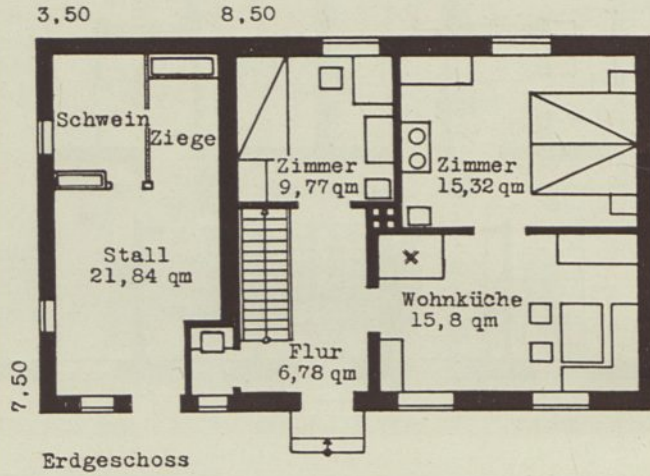 3,50 8,50
Schwein
Ziege
Zimmer
9,77 qm
Zimmer
15,32 qm
Stall
21,84 qm
Wohnküche
15,8 qm
Flur
6,78 qm
7,50
Erdgeschoss